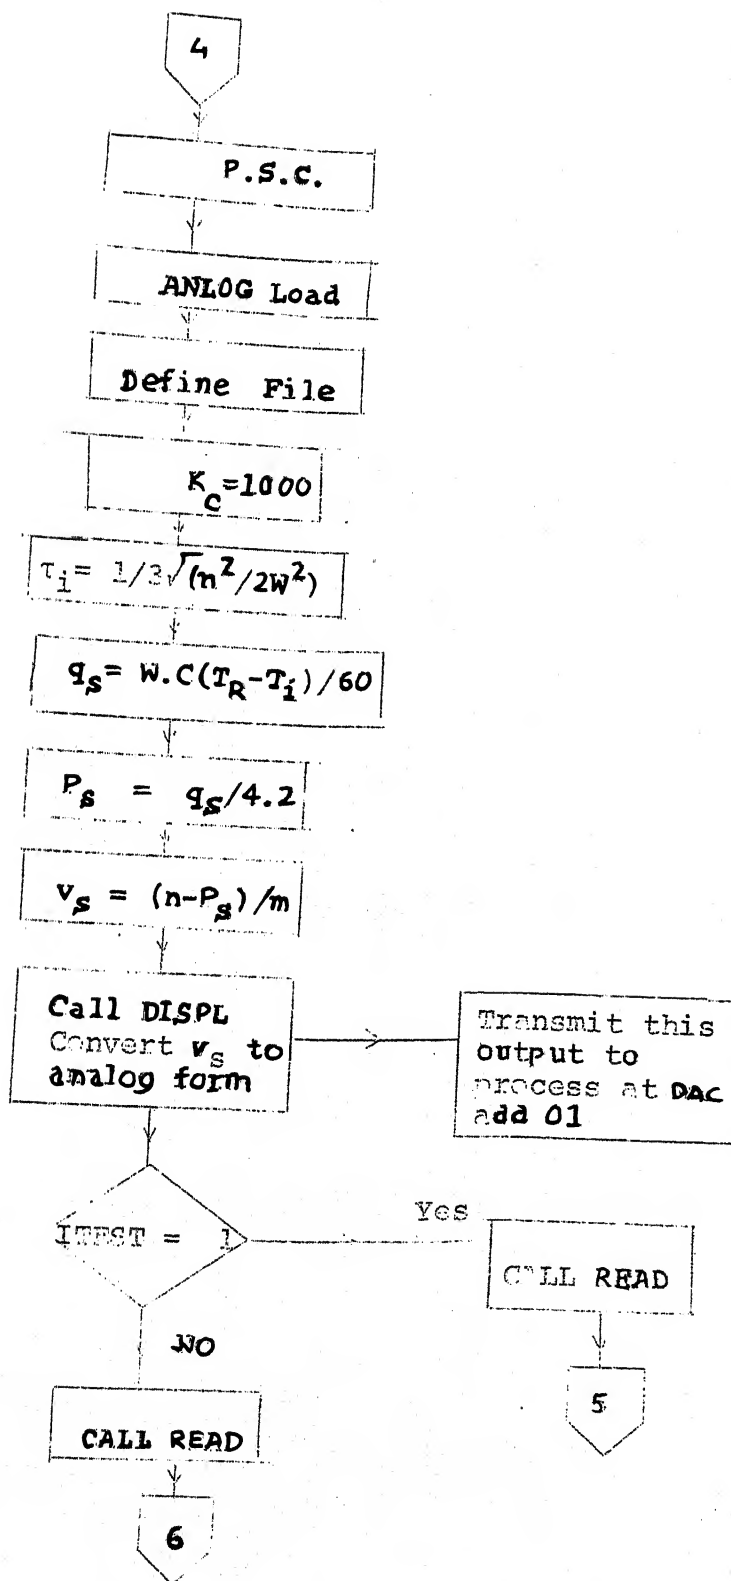 4
P.S.C.
ANLOG Load
Define File
K_c=1000
τ_i= 1/3√(n²/2W²)
q_s= W.C(T_R-T_i)/60
P_s = q_s/4.2
v_s = (n-P_s)/m
Call DISPL
Convert v_s to
analog form
Transmit this
output to
process at DAC
add 01
ITEST = 1
Yes
CALL READ
NO
5
CALL READ
6